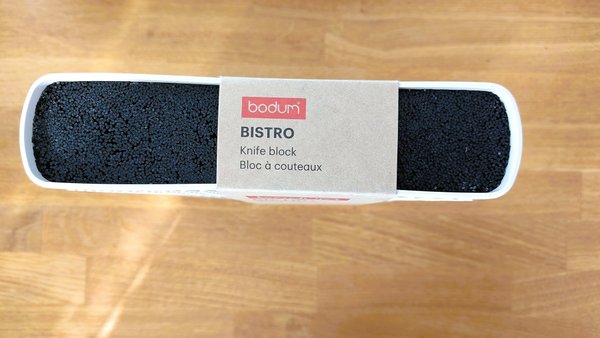 bodum
BISTRO
Knife block
Bloc à couteaux